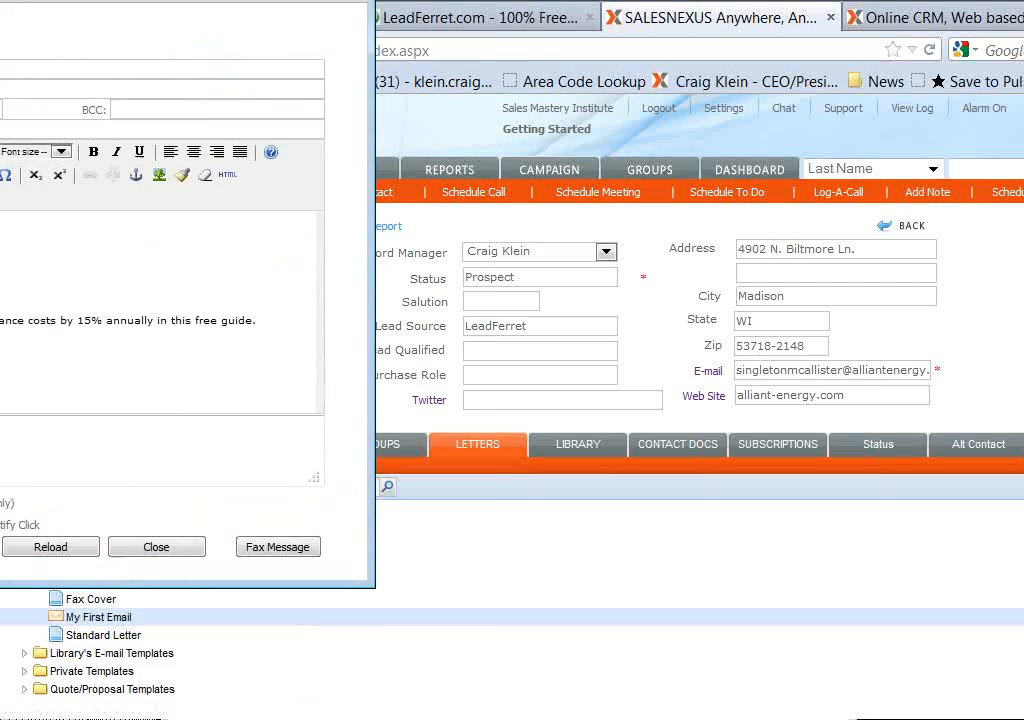 LeadFerret.com - 100% Free...
SALESNEXUS Anywhere, An...
Online CRM, Web based
dex.aspx
Google
(31) - klein.craig...
Area Code Lookup
Craig Klein - CEO/Presi...
News
Save to Pul
Sales Mastery Institute
Logout
Settings
Chat
Support
View Log
Alarm On
Getting Started
REPORTS
CAMPAIGN
GROUPS
DASHBOARD
Last Name
tact
Schedule Call
Schedule Meeting
Schedule To Do
Log-A-Call
Add Note
Schedu
BCC:
Font size --
B I U
HTML
ance costs by 15% annually in this free guide.
nly)
tify Click
Reload
Close
Fax Message
eport
BACK
ord Manager
Craig Klein
Status
Prospect
*
Salution
Lead Source
LeadFerret
ad Qualified
urchase Role
Twitter
Address
4902 N. Biltmore Ln.
City
Madison
State
WI
Zip
53718-2148
E-mail
singletonmcallister@alliantenergy.
*
Web Site
alliant-energy.com
OUPS
LETTERS
LIBRARY
CONTACT DOCS
SUBSCRIPTIONS
Status
Alt Contact
Fax Cover
My First Email
Standard Letter
Library's E-mail Templates
Private Templates
Quote/Proposal Templates